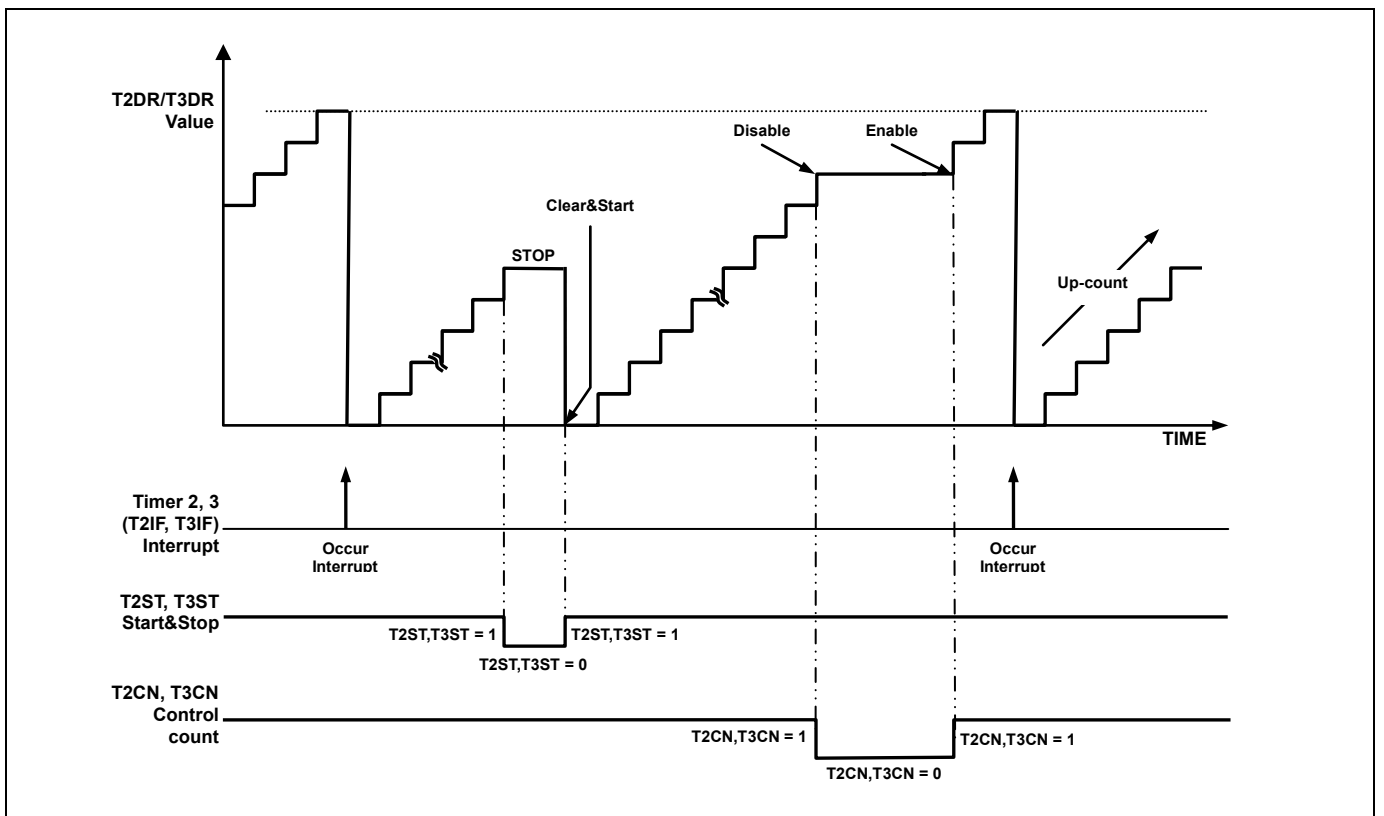 T2DR/T3DR
Value
Disable
Enable
Clear&Start
STOP
Up-count
TIME
Timer 2, 3
(T2IF, T3IF)
Interrupt
Occur
Interrupt
Occur
Interrupt
T2ST, T3ST
Start&Stop
T2ST,T3ST = 1
T2ST,T3ST = 1
T2ST,T3ST = 0
T2CN, T3CN
Control
count
T2CN,T3CN = 1
T2CN,T3CN = 1
T2CN,T3CN = 0